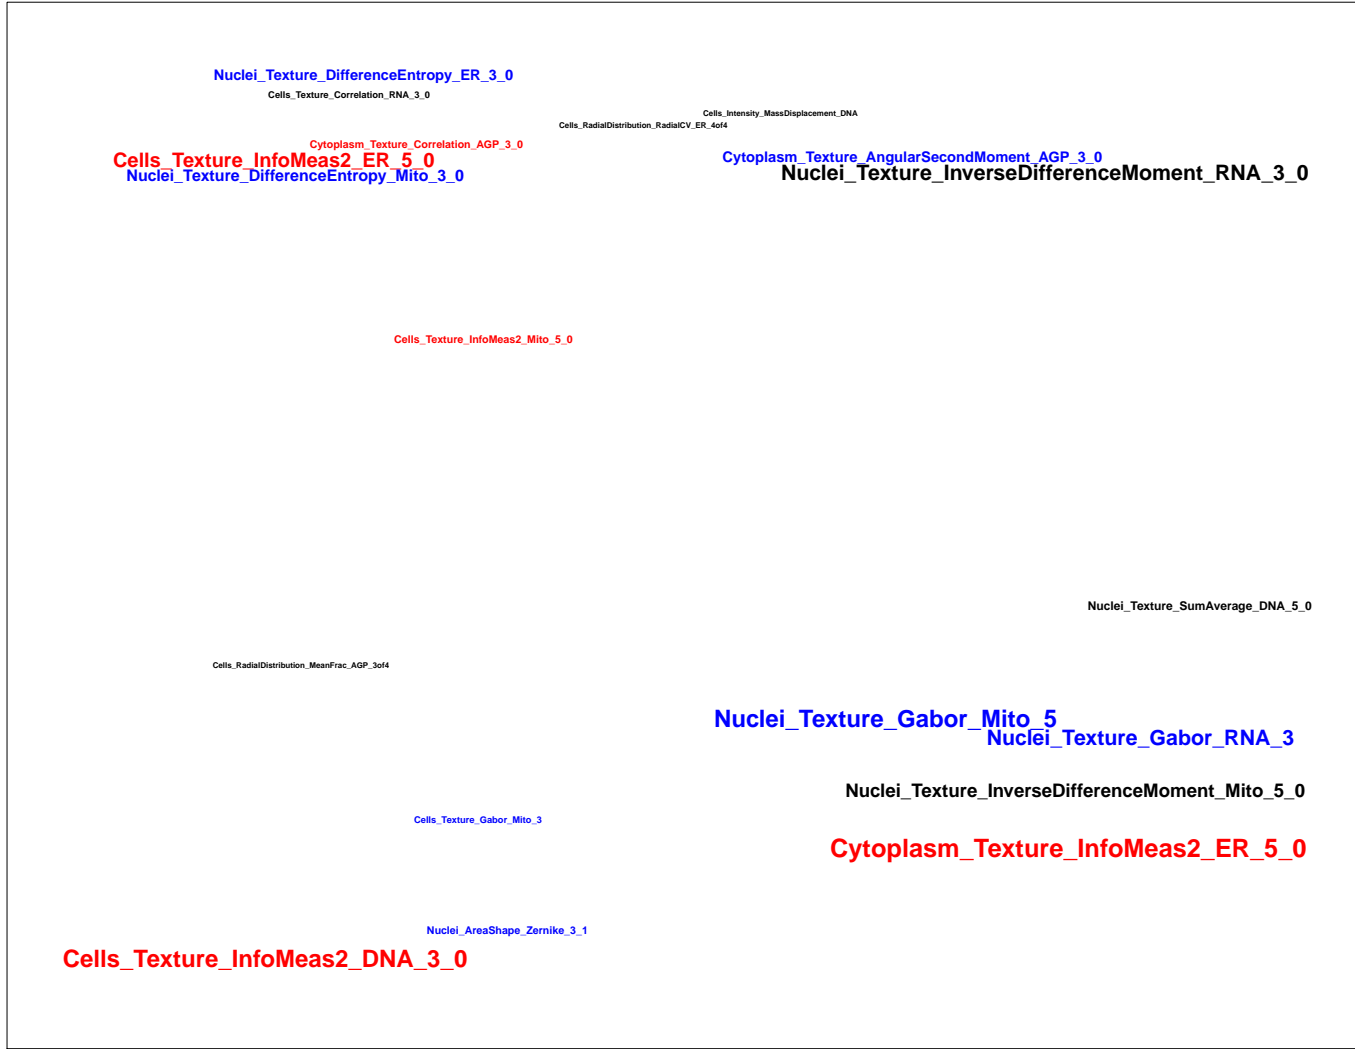 Nuclei_Texture_DifferenceEntropy_ER_3_0
Cells_Texture_Correlation_RNA_3_0
Cells_Intensity_MassDisplacement_DNA
Cells_RadialDistribution_RadialCV_ER_4of4
Cytoplasm_Texture_Correlation_AGP_3_0
Cells_Texture_InfoMeas2_ER_5_0
Cytoplasm_Texture_AngularSecondMoment_AGP_3_0
Nuclei_Texture_DifferenceEntropy_Mito_3_0
Nuclei_Texture_InverseDifferenceMoment_RNA_3_0
Cells_Texture_InfoMeas2_Mito_5_0
Nuclei_Texture_SumAverage_DNA_5_0
Cells_RadialDistribution_MeanFrac_AGP_3of4
Nuclei_Texture_Gabor_Mito_5
Nuclei_Texture_Gabor_RNA_3
Nuclei_Texture_InverseDifferenceMoment_Mito_5_0
Cells_Texture_Gabor_Mito_3
Cytoplasm_Texture_InfoMeas2_ER_5_0
Nuclei_AreaShape_Zernike_3_1
Cells_Texture_InfoMeas2_DNA_3_0